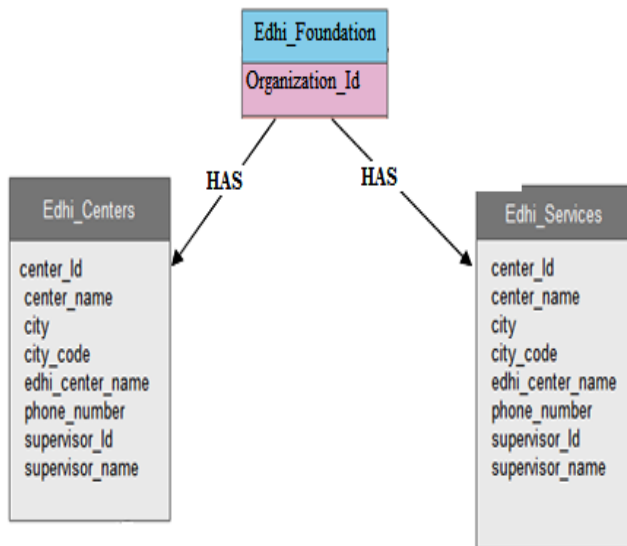 Edhi_Foundation
Organization_Id
HAS
HAS
Edhi_Centers
center_Id
center_name
city
city_code
edhi_center_name
phone_number
supervisor_Id
supervisor_name
Edhi_Services
center_Id
center_name
city
city_code
edhi_center_name
phone_number
supervisor_Id
supervisor_name